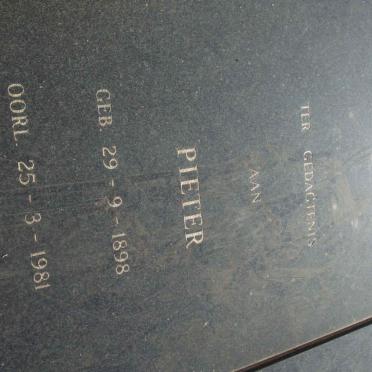 TER GEDAGTENIS
AAN
PIETER
GEB. 29-9-1898
OORL. 25-3-1981